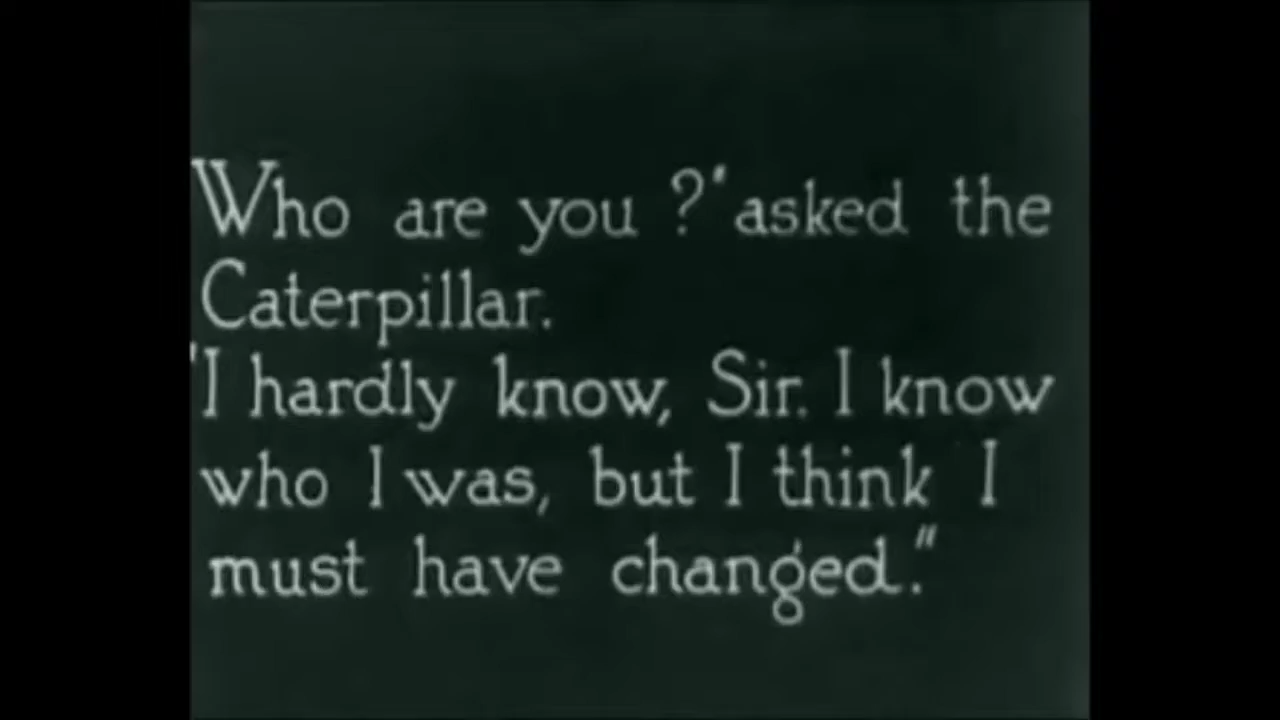 Who are you ?" asked the
Caterpillar.
"I hardly know, Sir. I know
who I was, but I think I
must have changed."